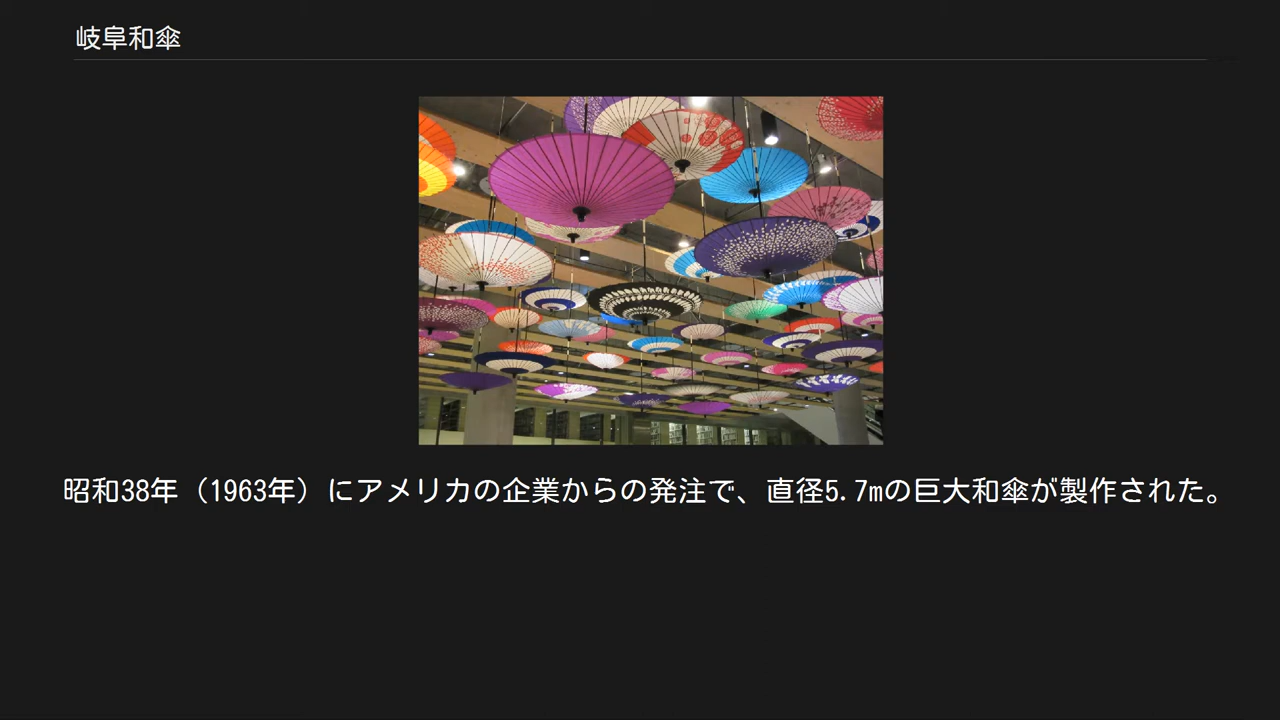 岐阜和傘
昭和38年（1963年）にアメリカの企業からの発注で、直径5.7mの巨大和傘が製作された。